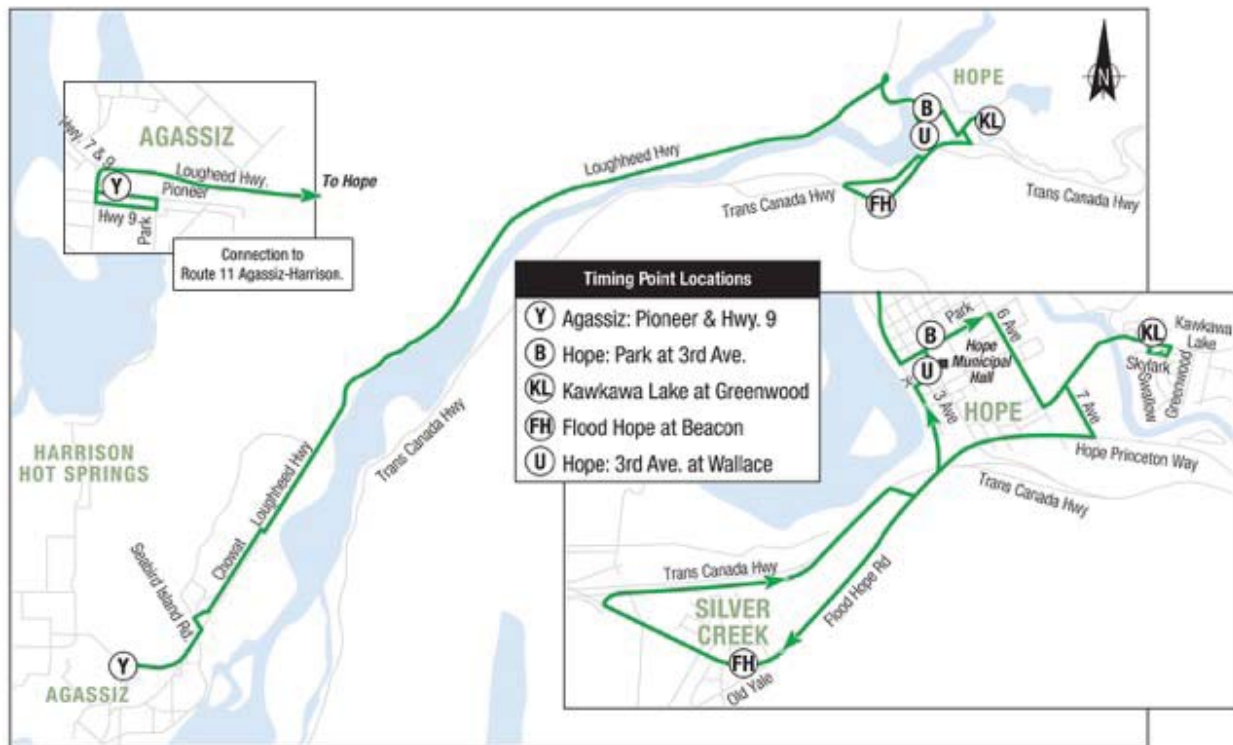 HOPE
N
AGASSIZ
Hwy. 7 & 9
Y
Lougheed Hwy.
Pioneer
To Hope
Hwy 9
Park
Connection to
Route 11 Agassiz-Harrison.
B
U
KL
Loughheed Hwy
Trans Canada Hwy
FH
Trans Canada Hwy
Timing Point Locations
Y Agassiz: Pioneer & Hwy. 9
B Hope: Park at 3rd Ave.
KL Kawkawa Lake at Greenwood
FH Flood Hope at Beacon
U Hope: 3rd Ave. at Wallace
Park
6 Ave
B
Hope
Municipal
Hall
U
3 Ave
HOPE
7 Ave
KL
Kawkawa
Lake
Skylark
Swallow
Greenwood
Hope Princeton Way
Trans Canada Hwy
Trans Canada Hwy
Flood Hope Rd
SILVER
CREEK
FH
Old Yale
HARRISON
HOT SPRINGS
Trans Canada Hwy
Loughheed Hwy
Chowat
Seabird Island Rd.
Y
AGASSIZ